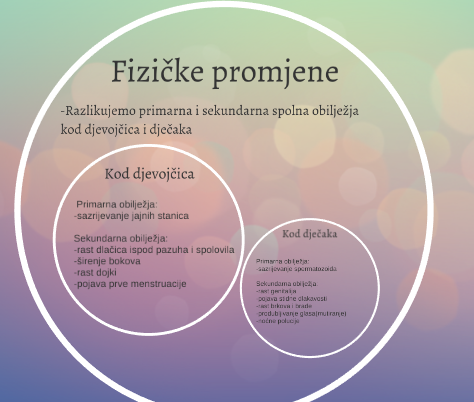 Fizičke promjene
-Razlikujemo primarna i sekundarna spolna obilježja
kod djevojčica i dječaka
Kod djevojčica
Primarna obilježja:
-sazrijevanje jajnih stanica
Sekundarna obilježja:
-rast dlačica ispod pazuha i spolovila
-širenje bokova
-rast dojki
-pojava prve menstruacije
Kod dječaka
Primarna obilježja:
-sazrijevanje spermatozoida
Sekundarna obilježja
-rast genitalija
-pojava stidne dlakavosti
-rast brkova i brade
-produbljivanje glasa(mutiranje)
-noćne polucije